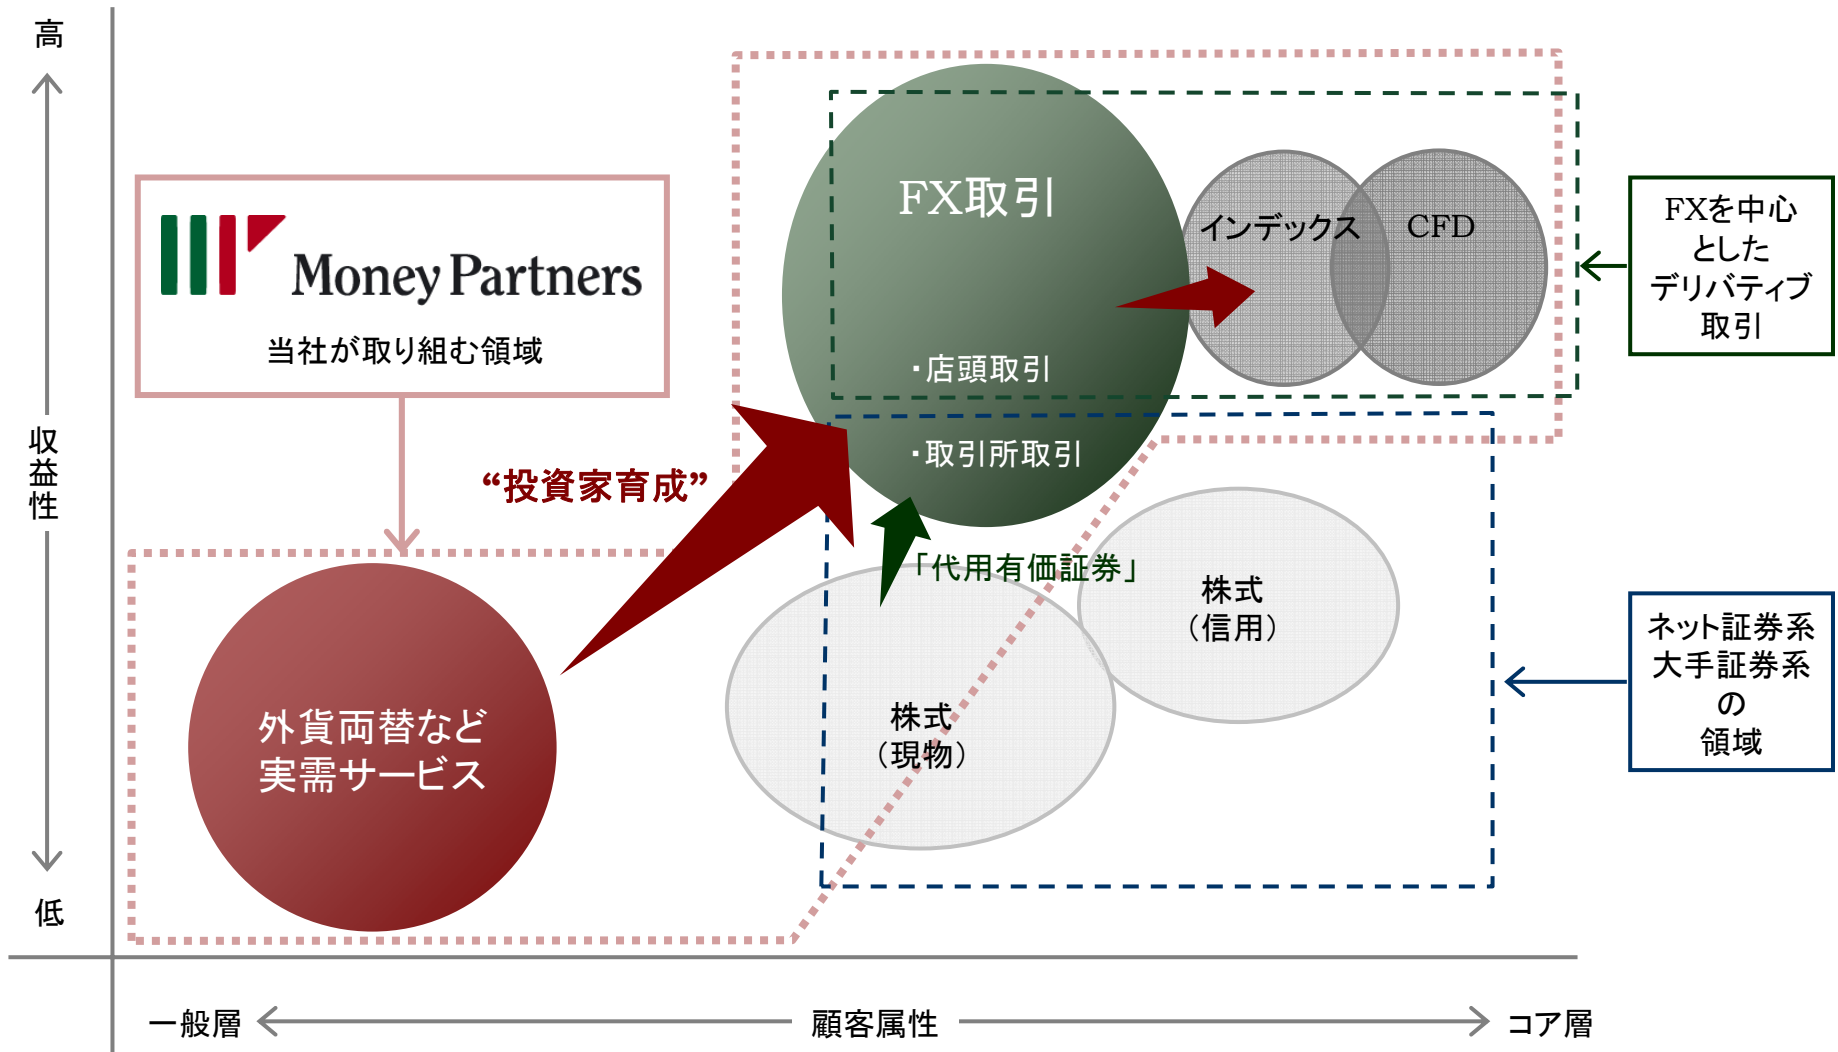 高
収
益
性
低
Money Partners
当社が取り組む領域
FX取引
・店頭取引
・取引所取引
インデックス
CFD
FXを中心
とした
デリバティブ
取引
“投資家育成”
「代用有価証券」
株式
（信用）
株式
（現物）
外貨両替など
実需サービス
ネット証券系
大手証券系
の
領域
一般層
顧客属性
コア層